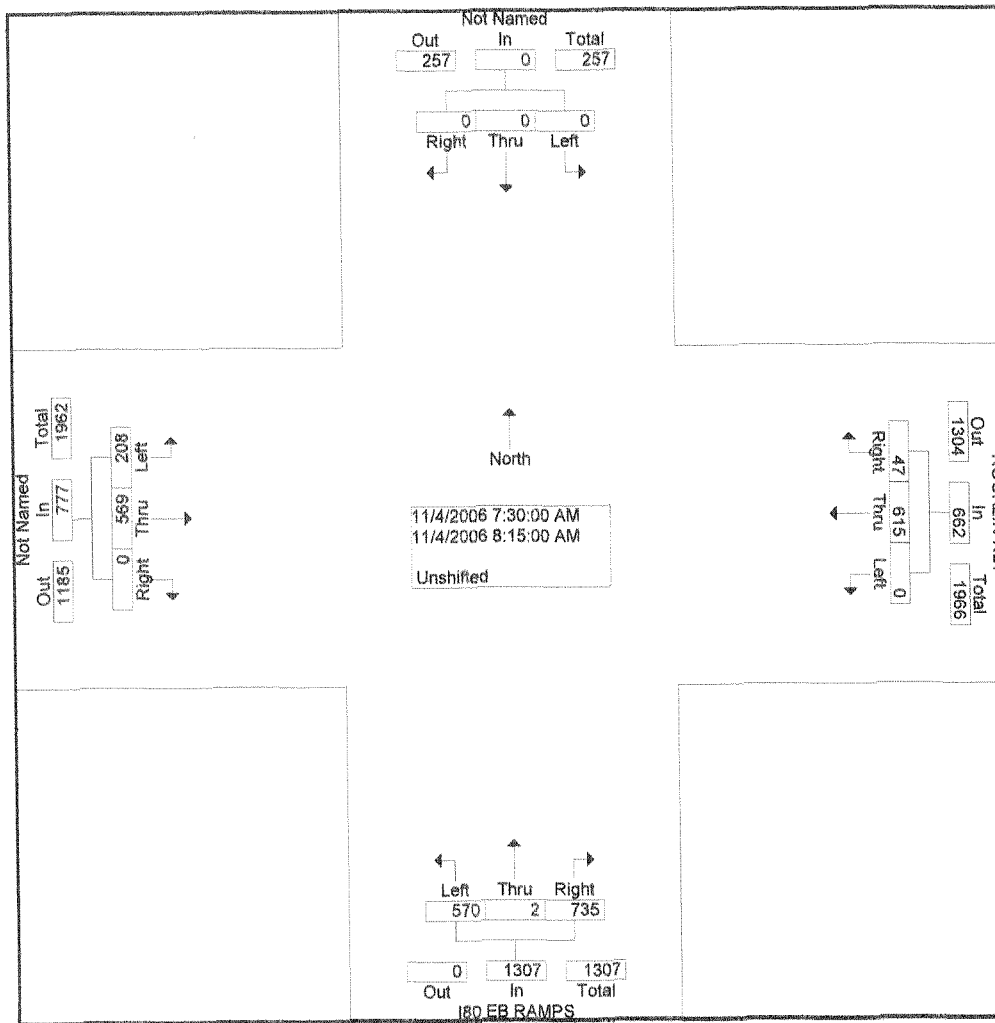 Not Named
Out In Total
257 0 257
0 0 0
Right Thru Left
Total In Out
1962 777 1185
Not Named
208 569 0
Left Thru Right
North
11/4/2006 7:30:00 AM
11/4/2006 8:15:00 AM
Unshifted
Out In Total
1304 662 1966
47 615 0
Right Thru Left
Left Thru Right
570 2 735
0 1307 1307
Out In Total
I80 EB RAMPS